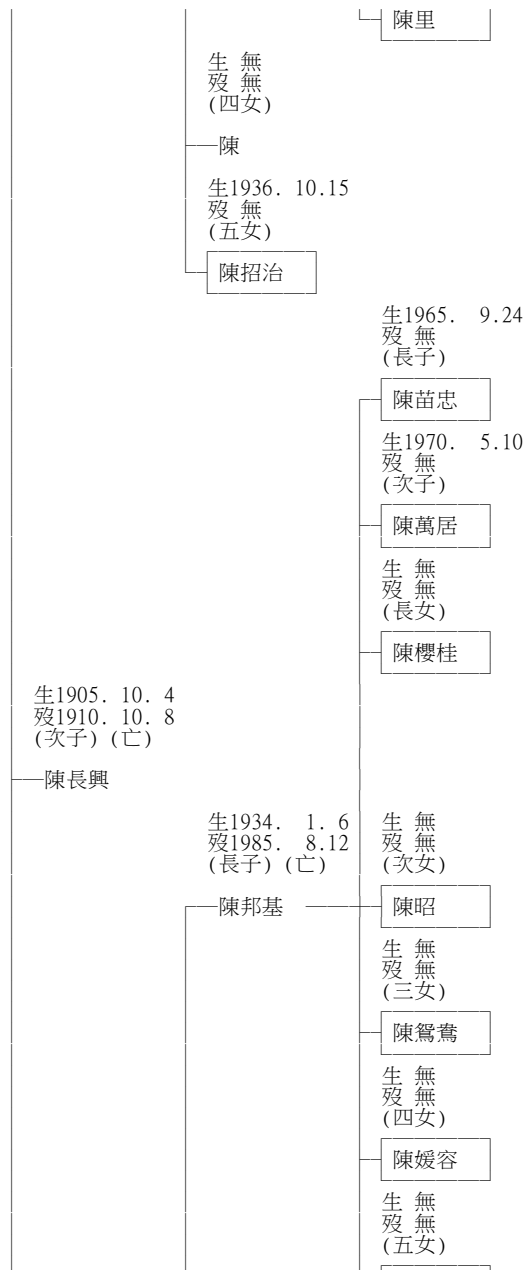 陳里
生 無
歿 無
(四女)
陳
生1936. 10.15
歿 無
(五女)
陳招治
生1965. 9.24
歿 無
(長子)
陳苗忠
生1970. 5.10
歿 無
(次子)
陳萬居
生 無
歿 無
(長女)
陳櫻桂
生1905. 10. 4
歿1910. 10. 8
(次子)(亡)
陳長興
生1934. 1. 6
歿1985. 8.12
(長子)(亡)
陳邦基
生 無
歿 無
(次女)
陳昭
生 無
歿 無
(三女)
陳鴛鴦
生 無
歿 無
(四女)
陳媛容
生 無
歿 無
(五女)